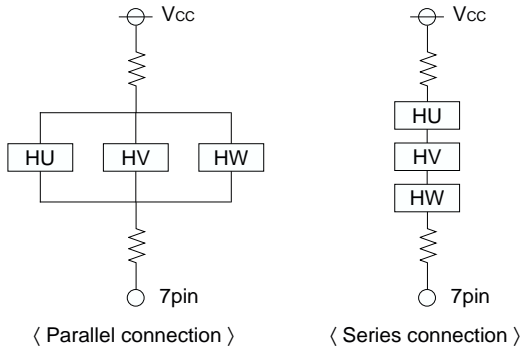 Vcc Vcc
HU
HU HV HW HV
HW
7pin 7pin
〈 Parallel connection 〉 〈 Series connection 〉